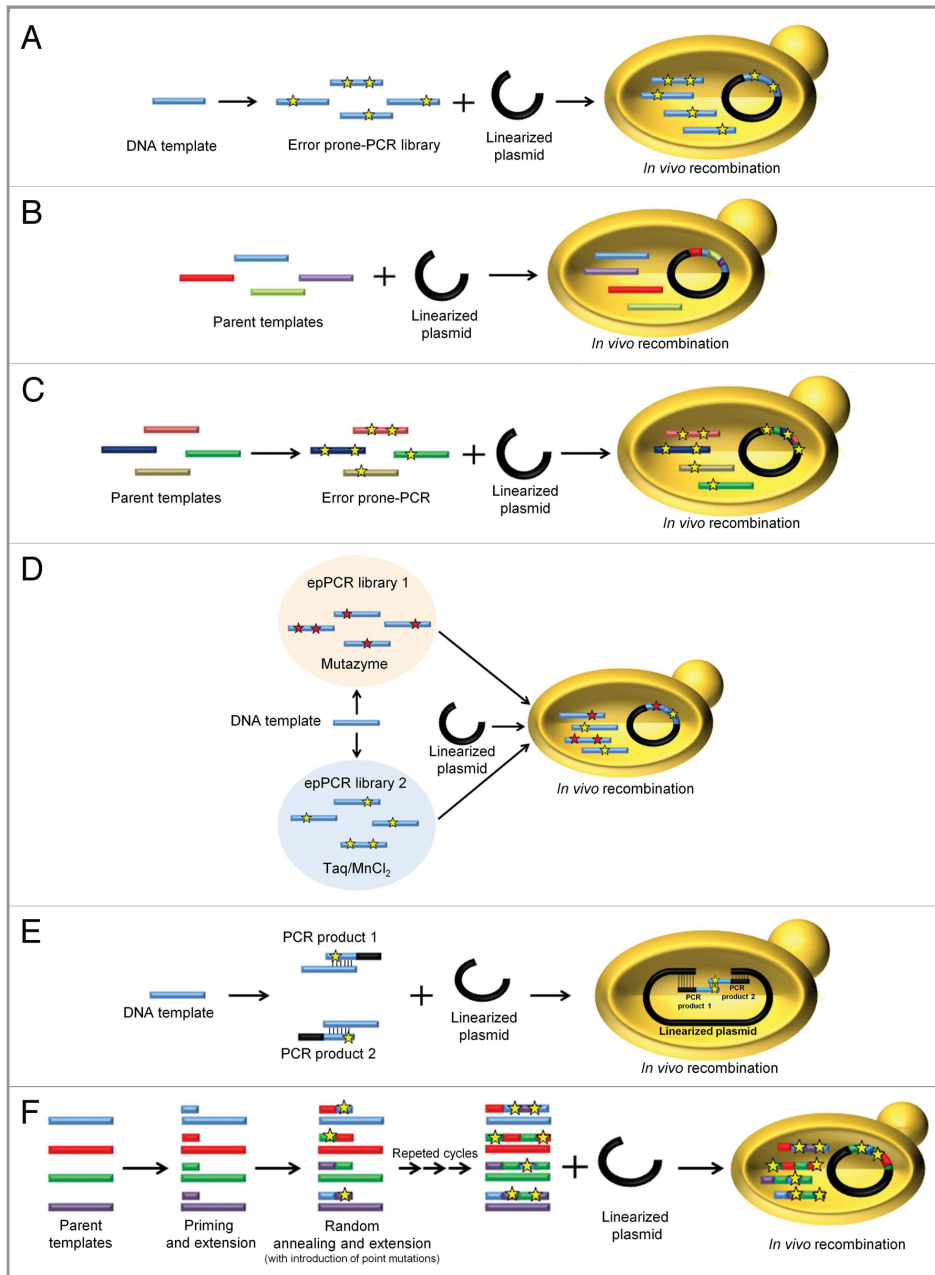 A
DNA template
Error prone-PCR library
Linearized
plasmid
In vivo recombination
B
Parent templates
Linearized
plasmid
In vivo recombination
C
Parent templates
Error prone-PCR
Linearized
plasmid
In vivo recombination
D
epPCR library 1
Mutazyme
DNA template
Linearized
plasmid
epPCR library 2
Taq/MnCl₂
In vivo recombination
E
DNA template
PCR product 1
PCR product 2
Linearized
plasmid
PCR
product 1
PCR
product 2
Linearized plasmid
In vivo recombination
F
Parent
templates
Priming
and extension
Random
annealing and extension
(with introduction of point mutations)
Repeted cycles
Linearized
plasmid
In vivo recombination